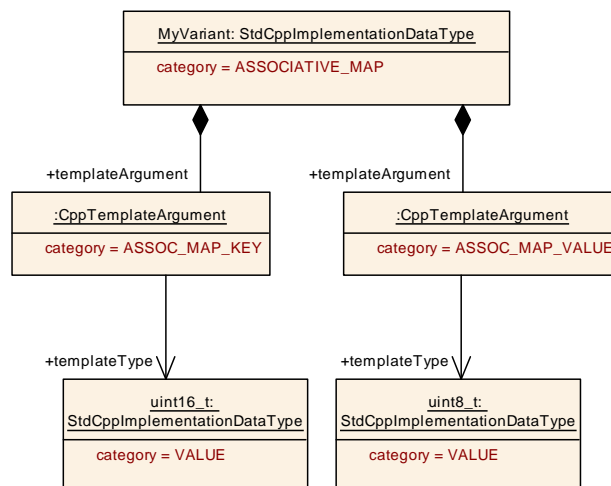 MyVariant: StdCppImplementationDataType
category = ASSOCIATIVE_MAP
+templateArgument
+templateArgument
:CppTemplateArgument
category = ASSOC_MAP_KEY
:CppTemplateArgument
category = ASSOC_MAP_VALUE
+templateType
+templateType
uint16_t:
StdCppImplementationDataType
category = VALUE
uint8_t:
StdCppImplementationDataType
category = VALUE